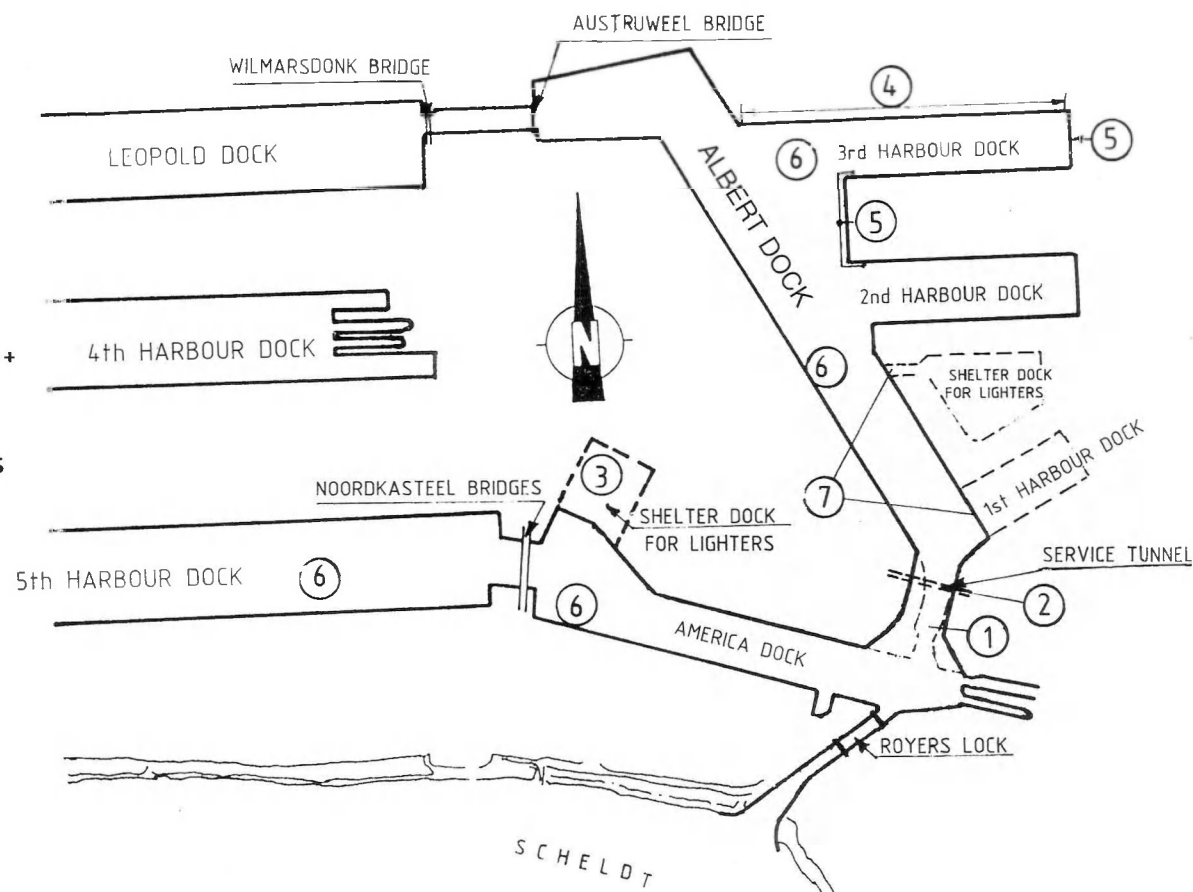 AUSTRUWEEL BRIDGE
WILMARSDONK BRIDGE
4
LEOPOLD DOCK
ALBERT DOCK
6
3rd HARBOUR DOCK
5
5
2nd HARBOUR DOCK
N
+
4th HARBOUR DOCK
6
SHELTER DOCK
FOR LIGHTERS
S
NOORDKASTEEL BRIDGES
3
SHELTER DOCK
FOR LIGHTERS
7
1st HARBOUR DOCK
SERVICE TUNNEL
5th HARBOUR DOCK
6
6
2
1
AMERICA DOCK
ROYERS LOCK
SCHELDT